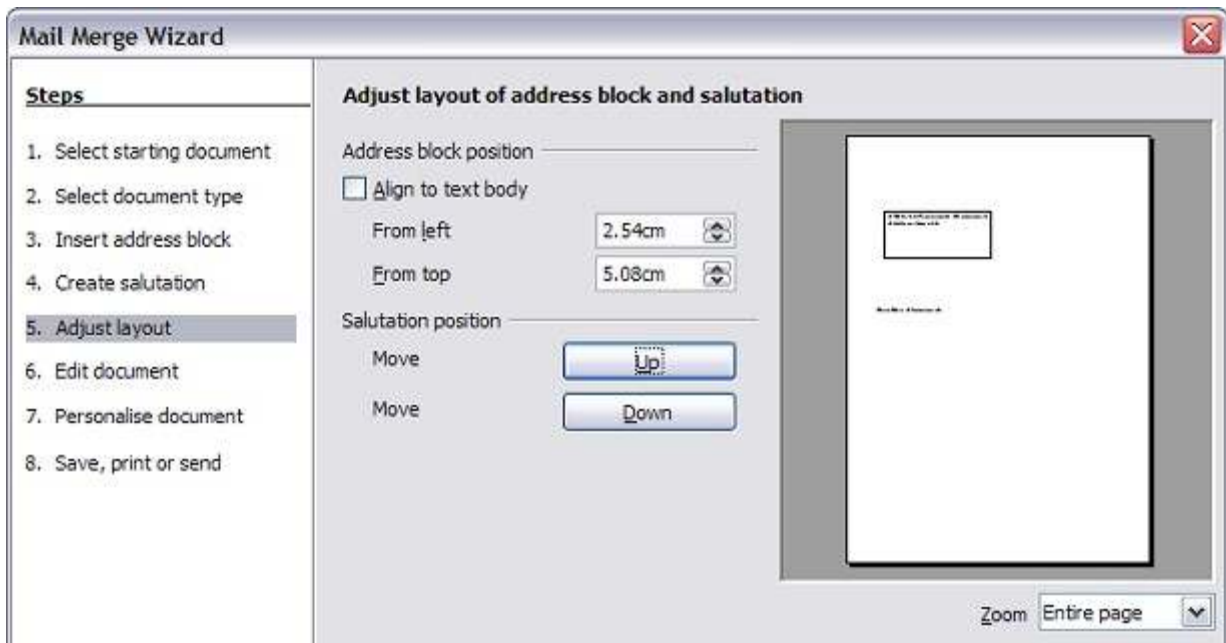 Mail Merge Wizard
Steps
1. Select starting document
2. Select document type
3. Insert address block
4. Create salutation
5. Adjust layout
6. Edit document
7. Personalise document
8. Save, print or send
Adjust layout of address block and salutation
Address block position
Align to text body
From left 2.54cm
From top 5.08cm
Salutation position
Move Up
Move Down
Zoom Entire page